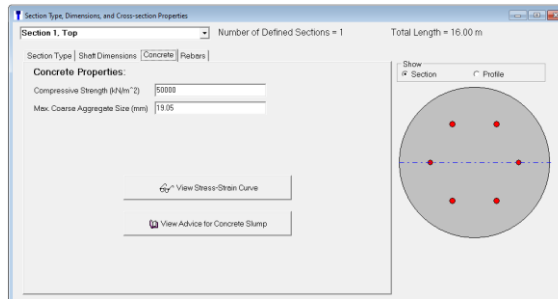 Section Type, Dimensions, and Cross-section Properties
Section 1, Top Number of Defined Sections = 1 Total Length = 16.00 m
Section Type Shaft Dimensions Concrete Rebars
Show
Section Profile
Concrete Properties:
Compressive Strength (kN/m^2) 50000
Max. Coarse Aggregate Size (mm) 19.05
View Stress-Strain Curve
View Advice for Concrete Slump